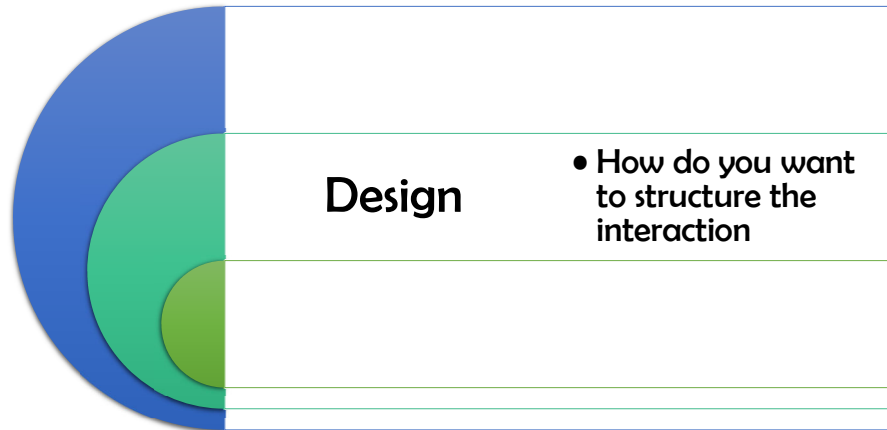 Design
• How do you want
to structure the
interaction